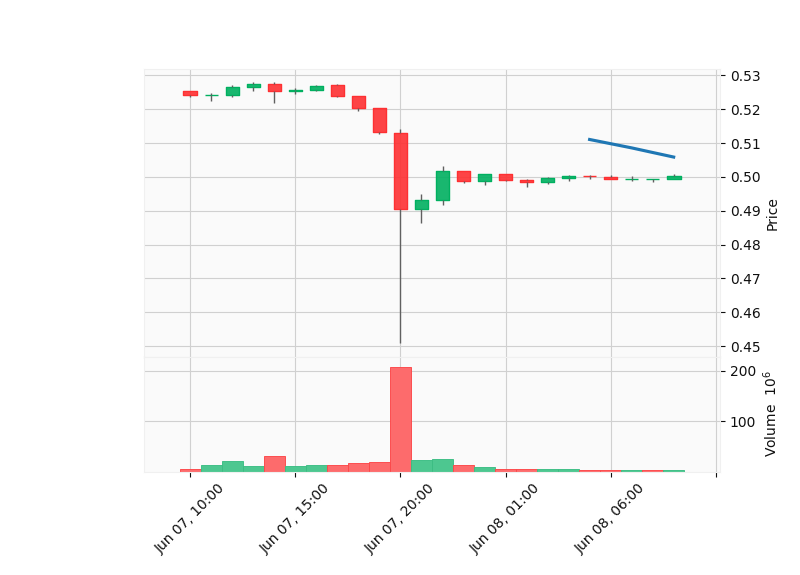 0.53
0.52
0.51
0.50
0.49
0.48
0.47
0.46
0.45
Price
200
100
Volume 10⁶
Jun 07, 10:00
Jun 07, 15:00
Jun 07, 20:00
Jun 08, 01:00
Jun 08, 06:00